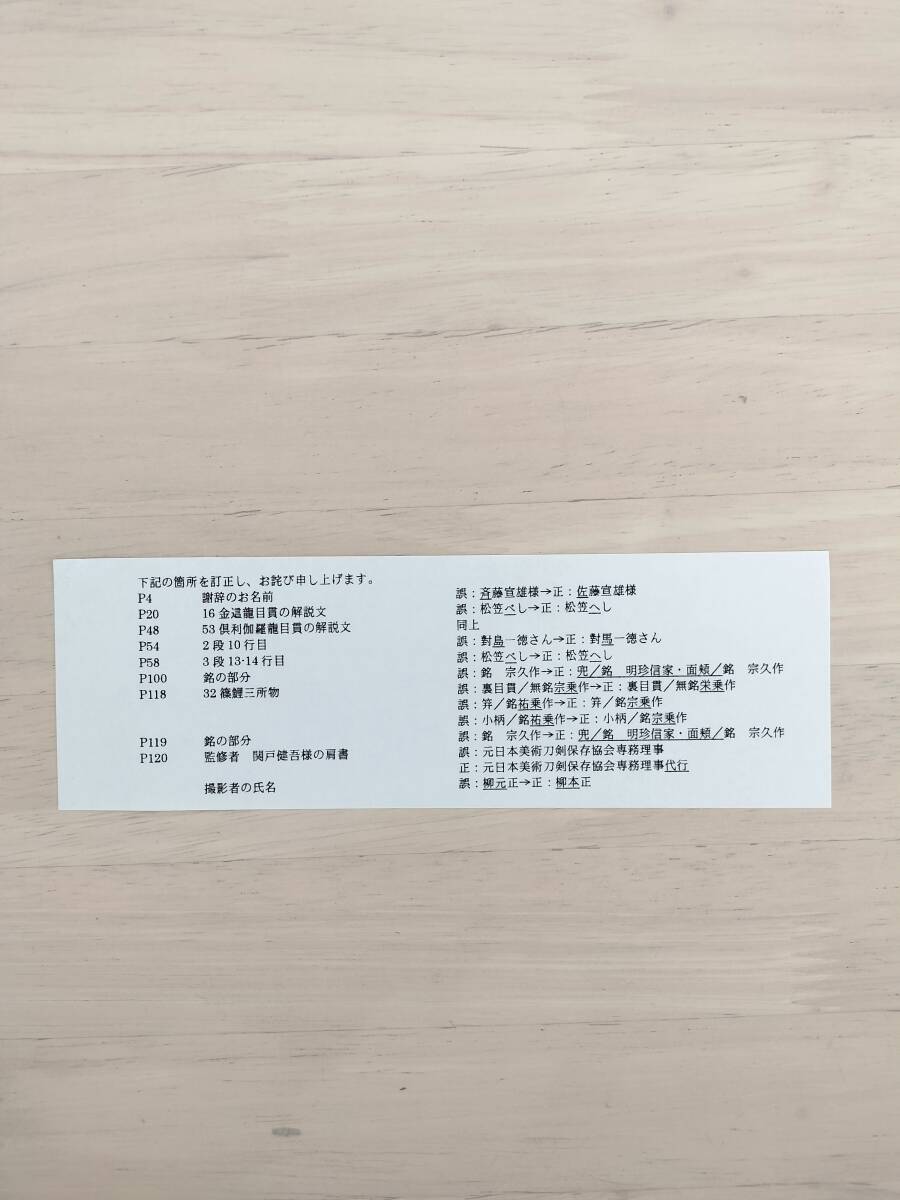 下記の箇所を訂正し、お詫び申し上げます。
P4 謝辞のお名前 誤：斉藤宣雄様→正：佐藤宣雄様
P20 16金這龍目貫の解説文 誤：松笠べし→正：松笠へし
P48 53倶利伽羅龍目貫の解説文 同上
P54 2段10行目 誤：對島一徳さん→正：對馬一徳さん
P58 3段13-14行目 誤：松笠べし→正：松笠へし
P100 銘の部分 誤：銘　宗久作→正：兜／銘　明珍信家・面頬／銘　宗久作
P118 32篠鯉三所物 誤：裏目貫／無銘宗乗作→正：裏目貫／無銘栄乗作
誤：笄／銘祐乗作→正：笄／銘宗乗作
誤：小柄／銘祐乗作→正：小柄／銘宗乗作
P119 銘の部分 誤：銘　宗久作→正：兜／銘　明珍信家・面頬／銘　宗久作
P120 監修者　関戸健吾様の肩書 誤：元日本美術刀剣保存協会専務理事
正：元日本美術刀剣保存協会専務理事代行
撮影者の氏名 誤：柳元正→正：柳本正